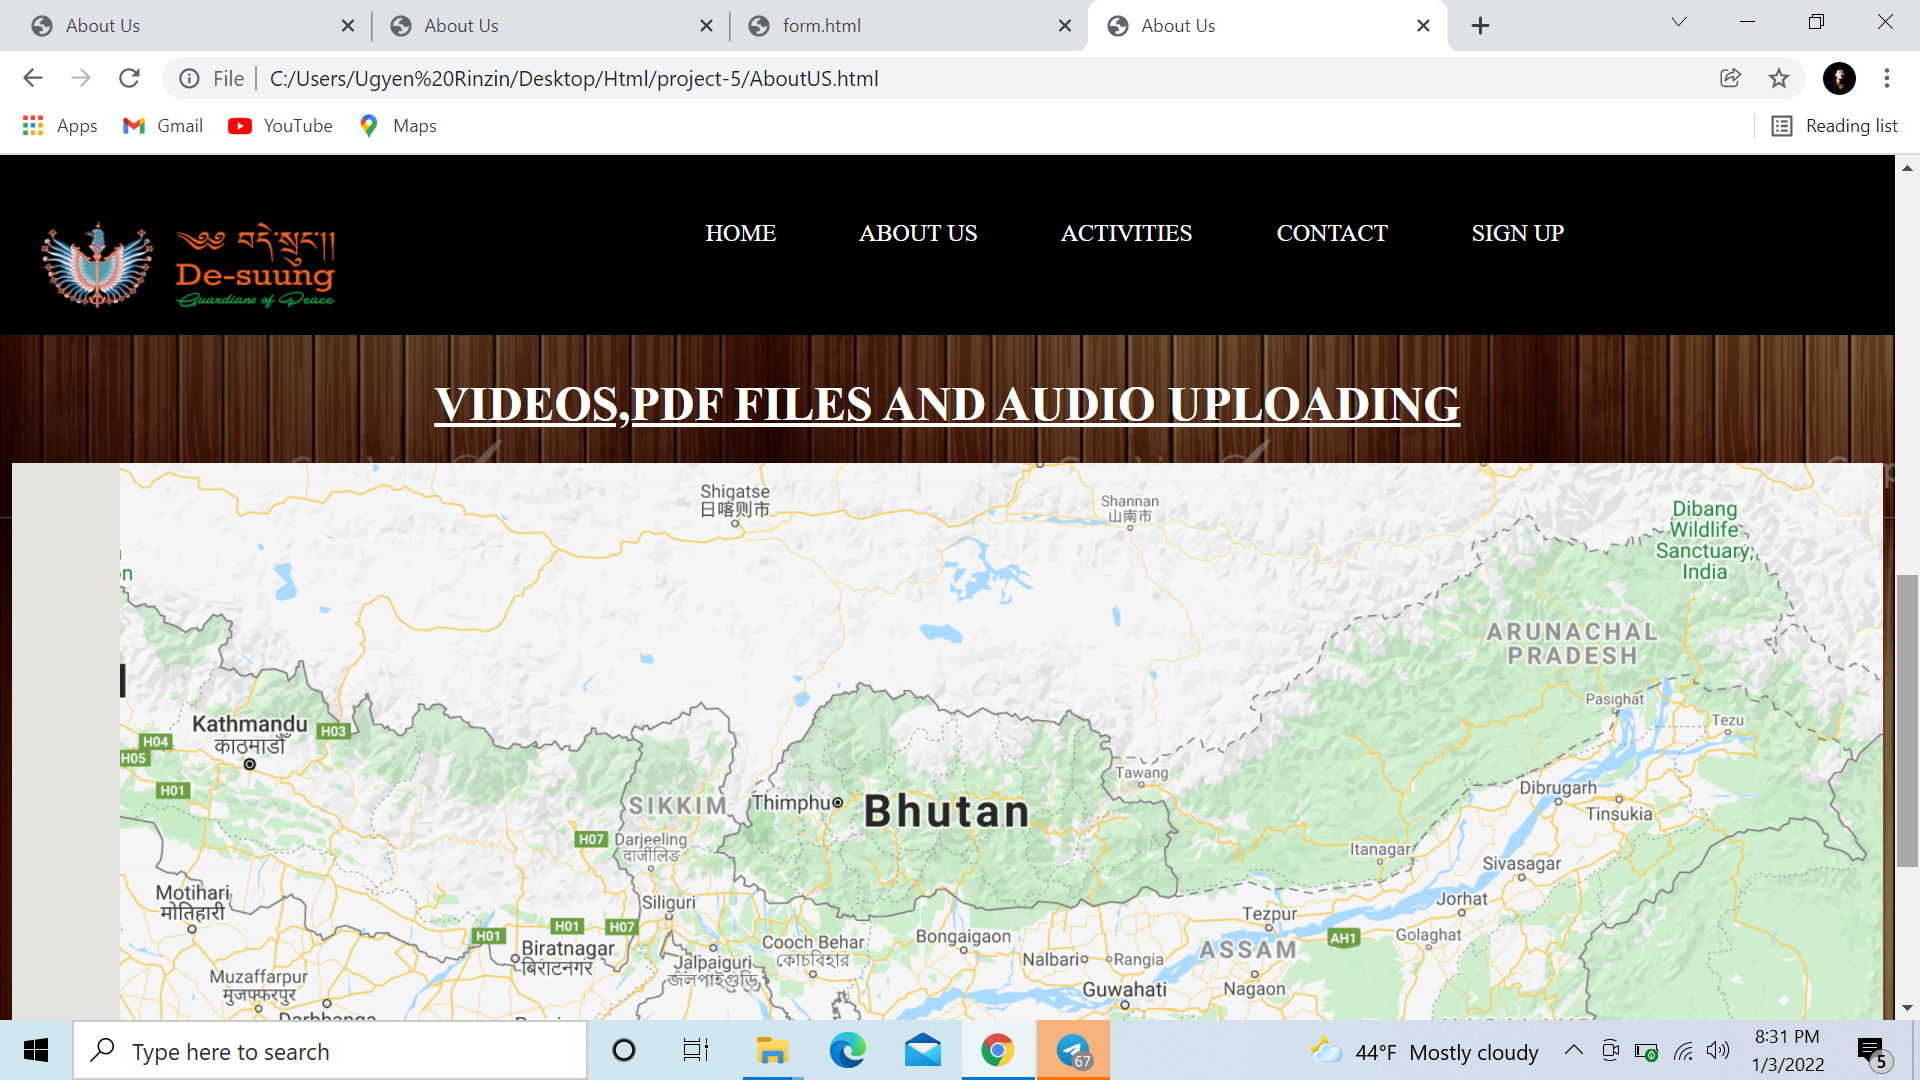 About Us
About Us
form.html
About Us
File
C:/Users/Ugyen%20Rinzin/Desktop/Html/project-5/AboutUS.html
Apps
Gmail
YouTube
Maps
Reading list
༄༅ བདེ་སྲུང།།
De-suung
Guardians of Peace
HOME
ABOUT US
ACTIVITIES
CONTACT
SIGN UP
VIDEOS,PDF FILES AND AUDIO UPLOADING
Shigatse
日喀则市
Shannan
山南市
Dibang
Wildlife
Sanctuary,
India
ARUNACHAL
PRADESH
Pasighat
Tezu
Kathmandu
काठमाडौँ
H03
H04
H05
H01
Tawang
SIKKIM
Thimphu
Bhutan
Dibrugarh
Tinsukia
H07
Darjeeling
দার্জীলিঙ
Itanagar
Sivasagar
Motihari
मोतिहारी
Siliguri
Jorhat
Tezpur
H01
H07
H01
Biratnagar
बिराटनगर
Cooch Behar
কোচবিহার
Bongaigaon
AH1
Golaghat
ASSAM
Jalpaiguri
জলপাইগুড়ি
Nalbari
Rangia
Muzaffarpur
मुजफ्फरपुर
Guwahati
Nagaon
Darbhanga
Type here to search
67
44°F Mostly cloudy
8:31 PM
1/3/2022
5